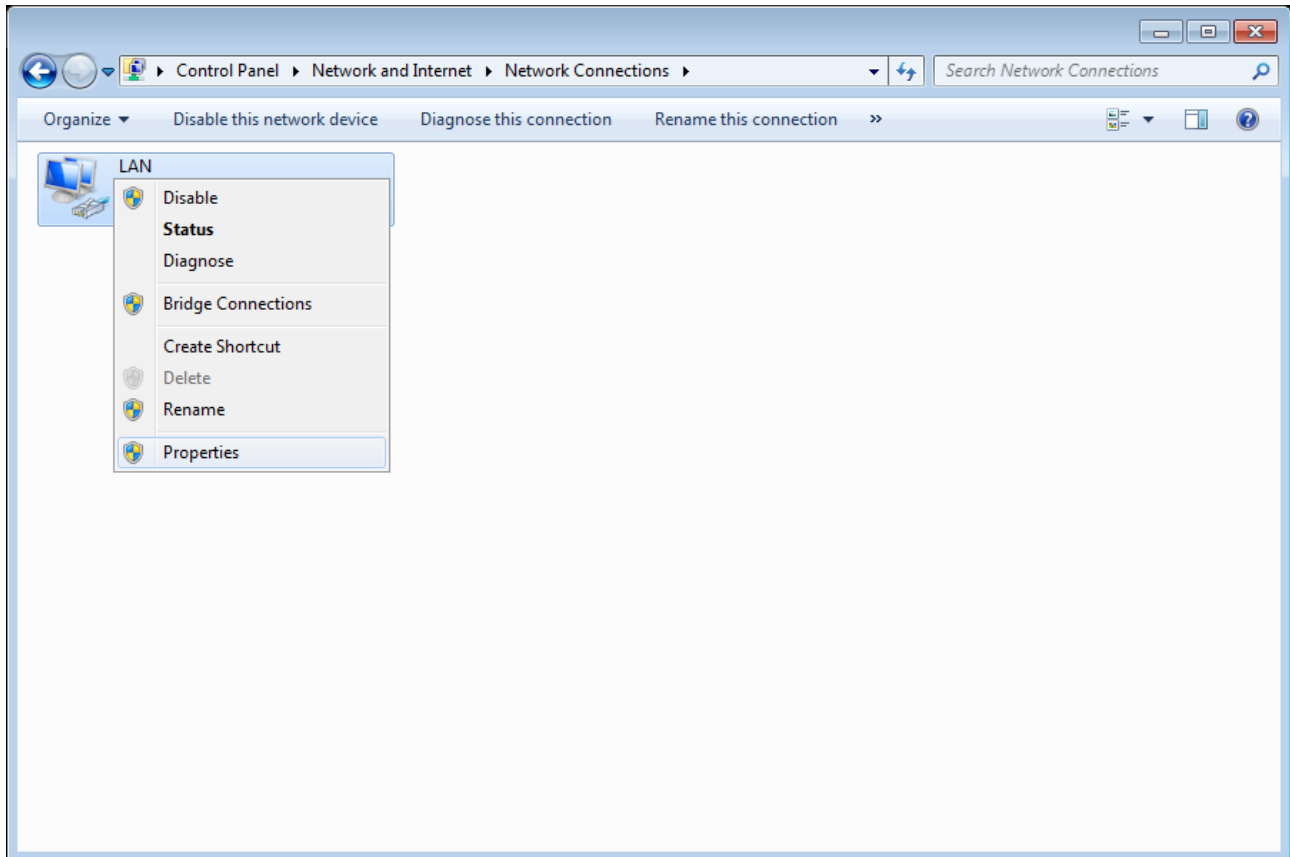 Control Panel Network and Internet Network Connections Search Network Connections
Organize Disable this network device Diagnose this connection Rename this connection »
LAN
Disable
Status
Diagnose
Bridge Connections
Create Shortcut
Delete
Rename
Properties